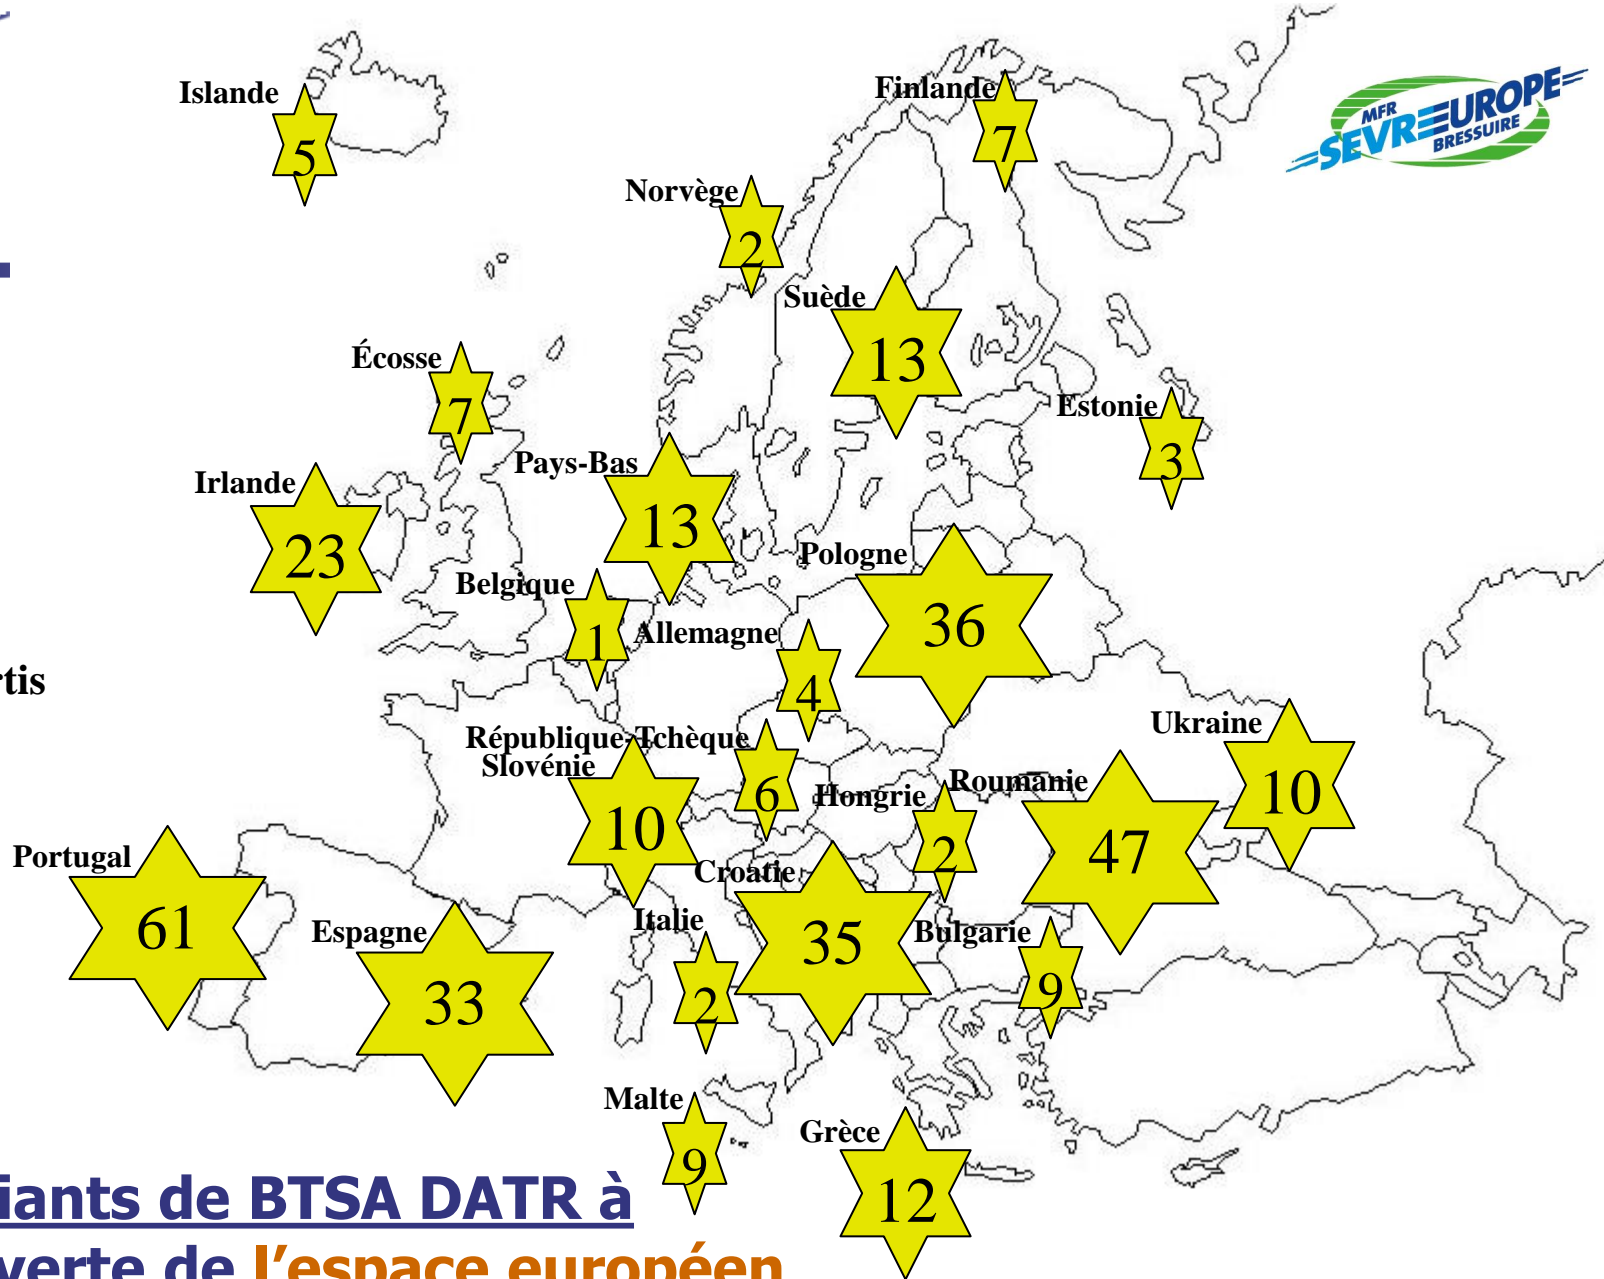 Islande
5
Finlande
7
MFR
SEVREEUROPE
BRESSUIRE
Norvège
2
Suède
13
Écosse
7
Estonie
3
Pays-Bas
13
Irlande
23
Pologne
36
Belgique
1
Allemagne
4
rtis
Ukraine
10
République-Tchèque
6
Slovénie
10
Hongrie
2
Roumanie
47
Portugal
61
Croatie
35
Espagne
33
Italie
2
Bulgarie
9
Malte
9
Grèce
12
iants de BTSA DATR à
verte de l’espace européen